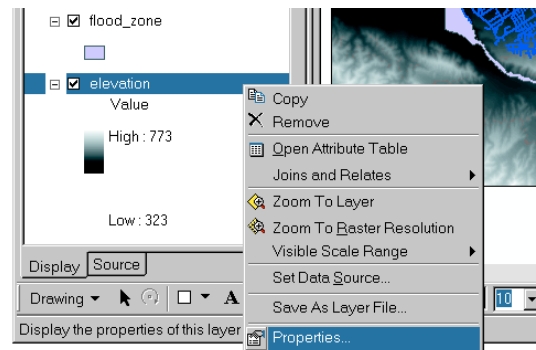 flood_zone
elevation
Value
High : 773
Low : 323
Display Source
Drawing A 10
Display the properties of this layer
Copy
Remove
Open Attribute Table
Joins and Relates
Zoom To Layer
Zoom To Raster Resolution
Visible Scale Range
Set Data Source...
Save As Layer File...
Properties...